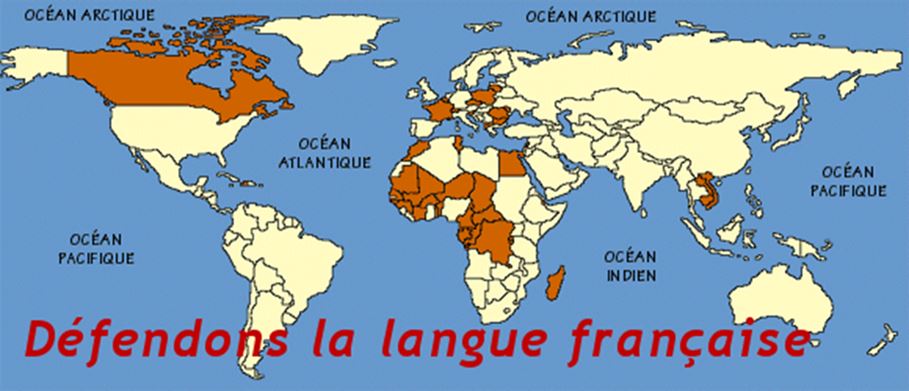 OCÉAN ARCTIQUE
OCÉAN ARCTIQUE
OCÉAN
ATLANTIQUE
OCÉAN
PACIFIQUE
OCÉAN
PACIFIQUE
OCÉAN
INDIEN
Défendons la langue française